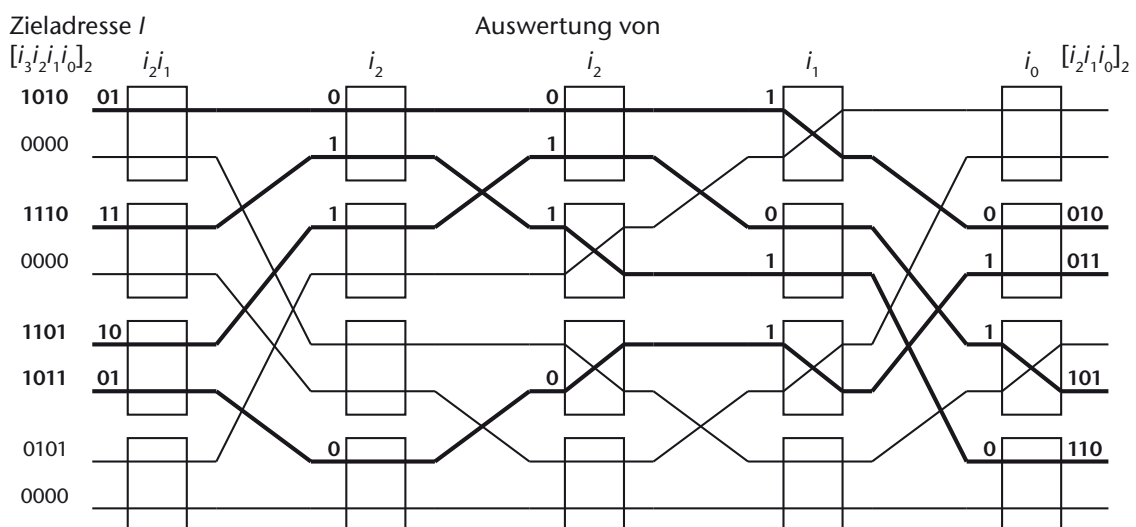 Zieladresse I Auswertung von
[i₃i₂i₁i₀]₂ i₂i₁ i₂ i₂ i₁ i₀ [i₂i₁i₀]₂
1010 01 0 0 1
0000 1 1
1110 11 1 1 0 0 010
0000 1 1 011
1101 10 1 1
1011 01 0 101
0101 0 0 110
0000